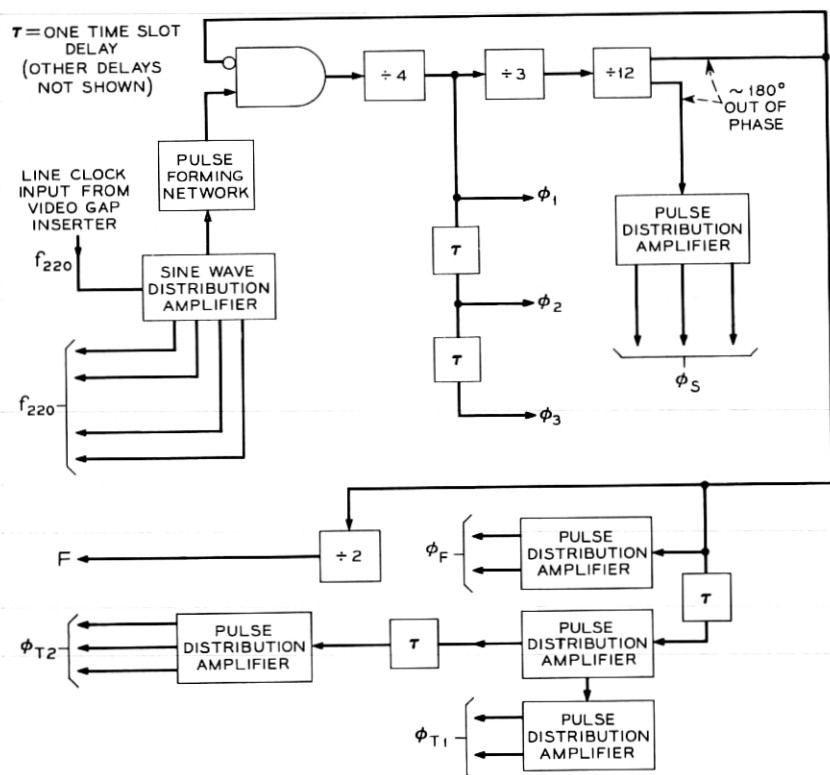 τ = ONE TIME SLOT
DELAY
(OTHER DELAYS
NOT SHOWN)
÷4
÷3
÷12
~180°
OUT OF
PHASE
PULSE
FORMING
NETWORK
LINE CLOCK
INPUT FROM
VIDEO GAP
INSERTER
f220
SINE WAVE
DISTRIBUTION
AMPLIFIER
f220
ϕ1
τ
ϕ2
τ
ϕ3
PULSE
DISTRIBUTION
AMPLIFIER
ϕS
F
÷2
ϕF
PULSE
DISTRIBUTION
AMPLIFIER
τ
ϕT2
PULSE
DISTRIBUTION
AMPLIFIER
τ
PULSE
DISTRIBUTION
AMPLIFIER
ϕT1
PULSE
DISTRIBUTION
AMPLIFIER